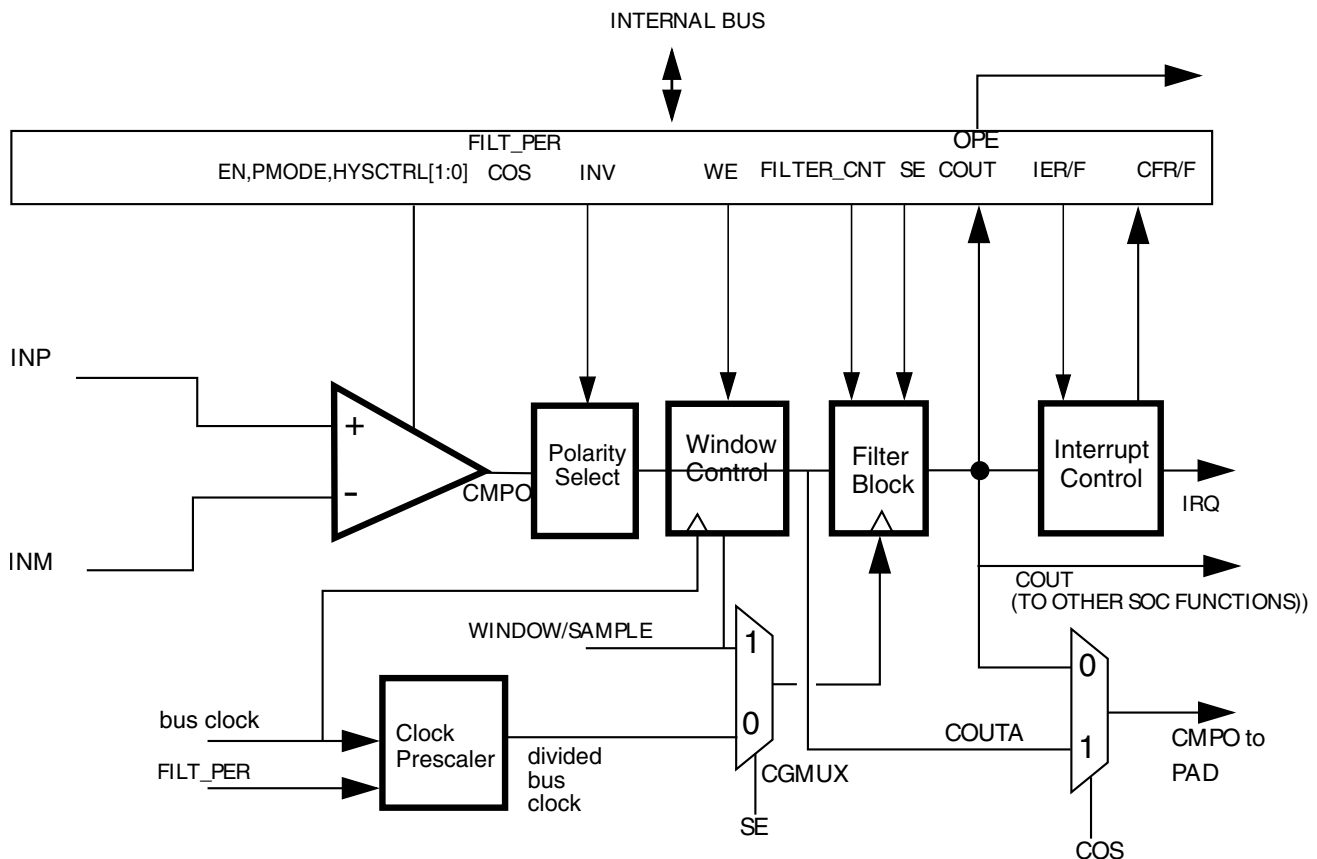 INTERNAL BUS
FILT_PER
OPE
EN,PMODE,HYSCTRL[1:0] COS INV WE FILTER_CNT SE COUT IER/F CFR/F
INP
+
-
INM
CMPO
Polarity
Select
Window
Control
Filter
Block
Interrupt
Control
IRQ
COUT
(TO OTHER SOC FUNCTIONS))
WINDOW/SAMPLE
1
0
CGMUX
SE
bus clock
FILT_PER
Clock
Prescaler
divided
bus
clock
COUTA
0
1
CMPO to
PAD
COS